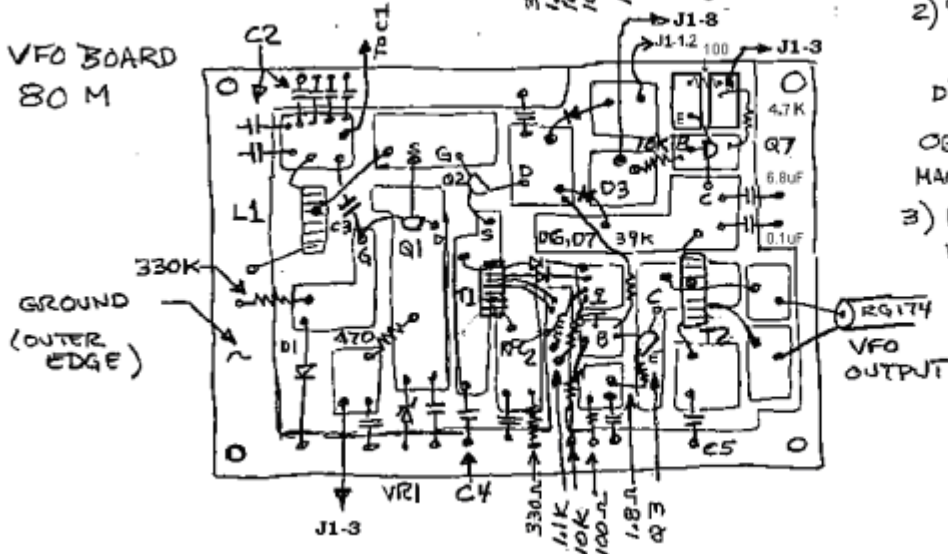 2)
J1-8
J1-1.2
100
J1-3
VFO BOARD
80 M
C2
TO C1
4.7K
E
10K
B
Q7
S
G
Q2
D
D3
C
6.8uF
0.1uF
3)
L1
C3
G
Q1
D
S
D6, D7
39K
330K
T1
C
B
E
T2
RG174
VFO
OUTPUT
GROUND
(OUTER
EDGE)
D1
470
C5
VR1
C4
330Ω
1.1K
10K
100Ω
1.8Ω
Q3
J1-3